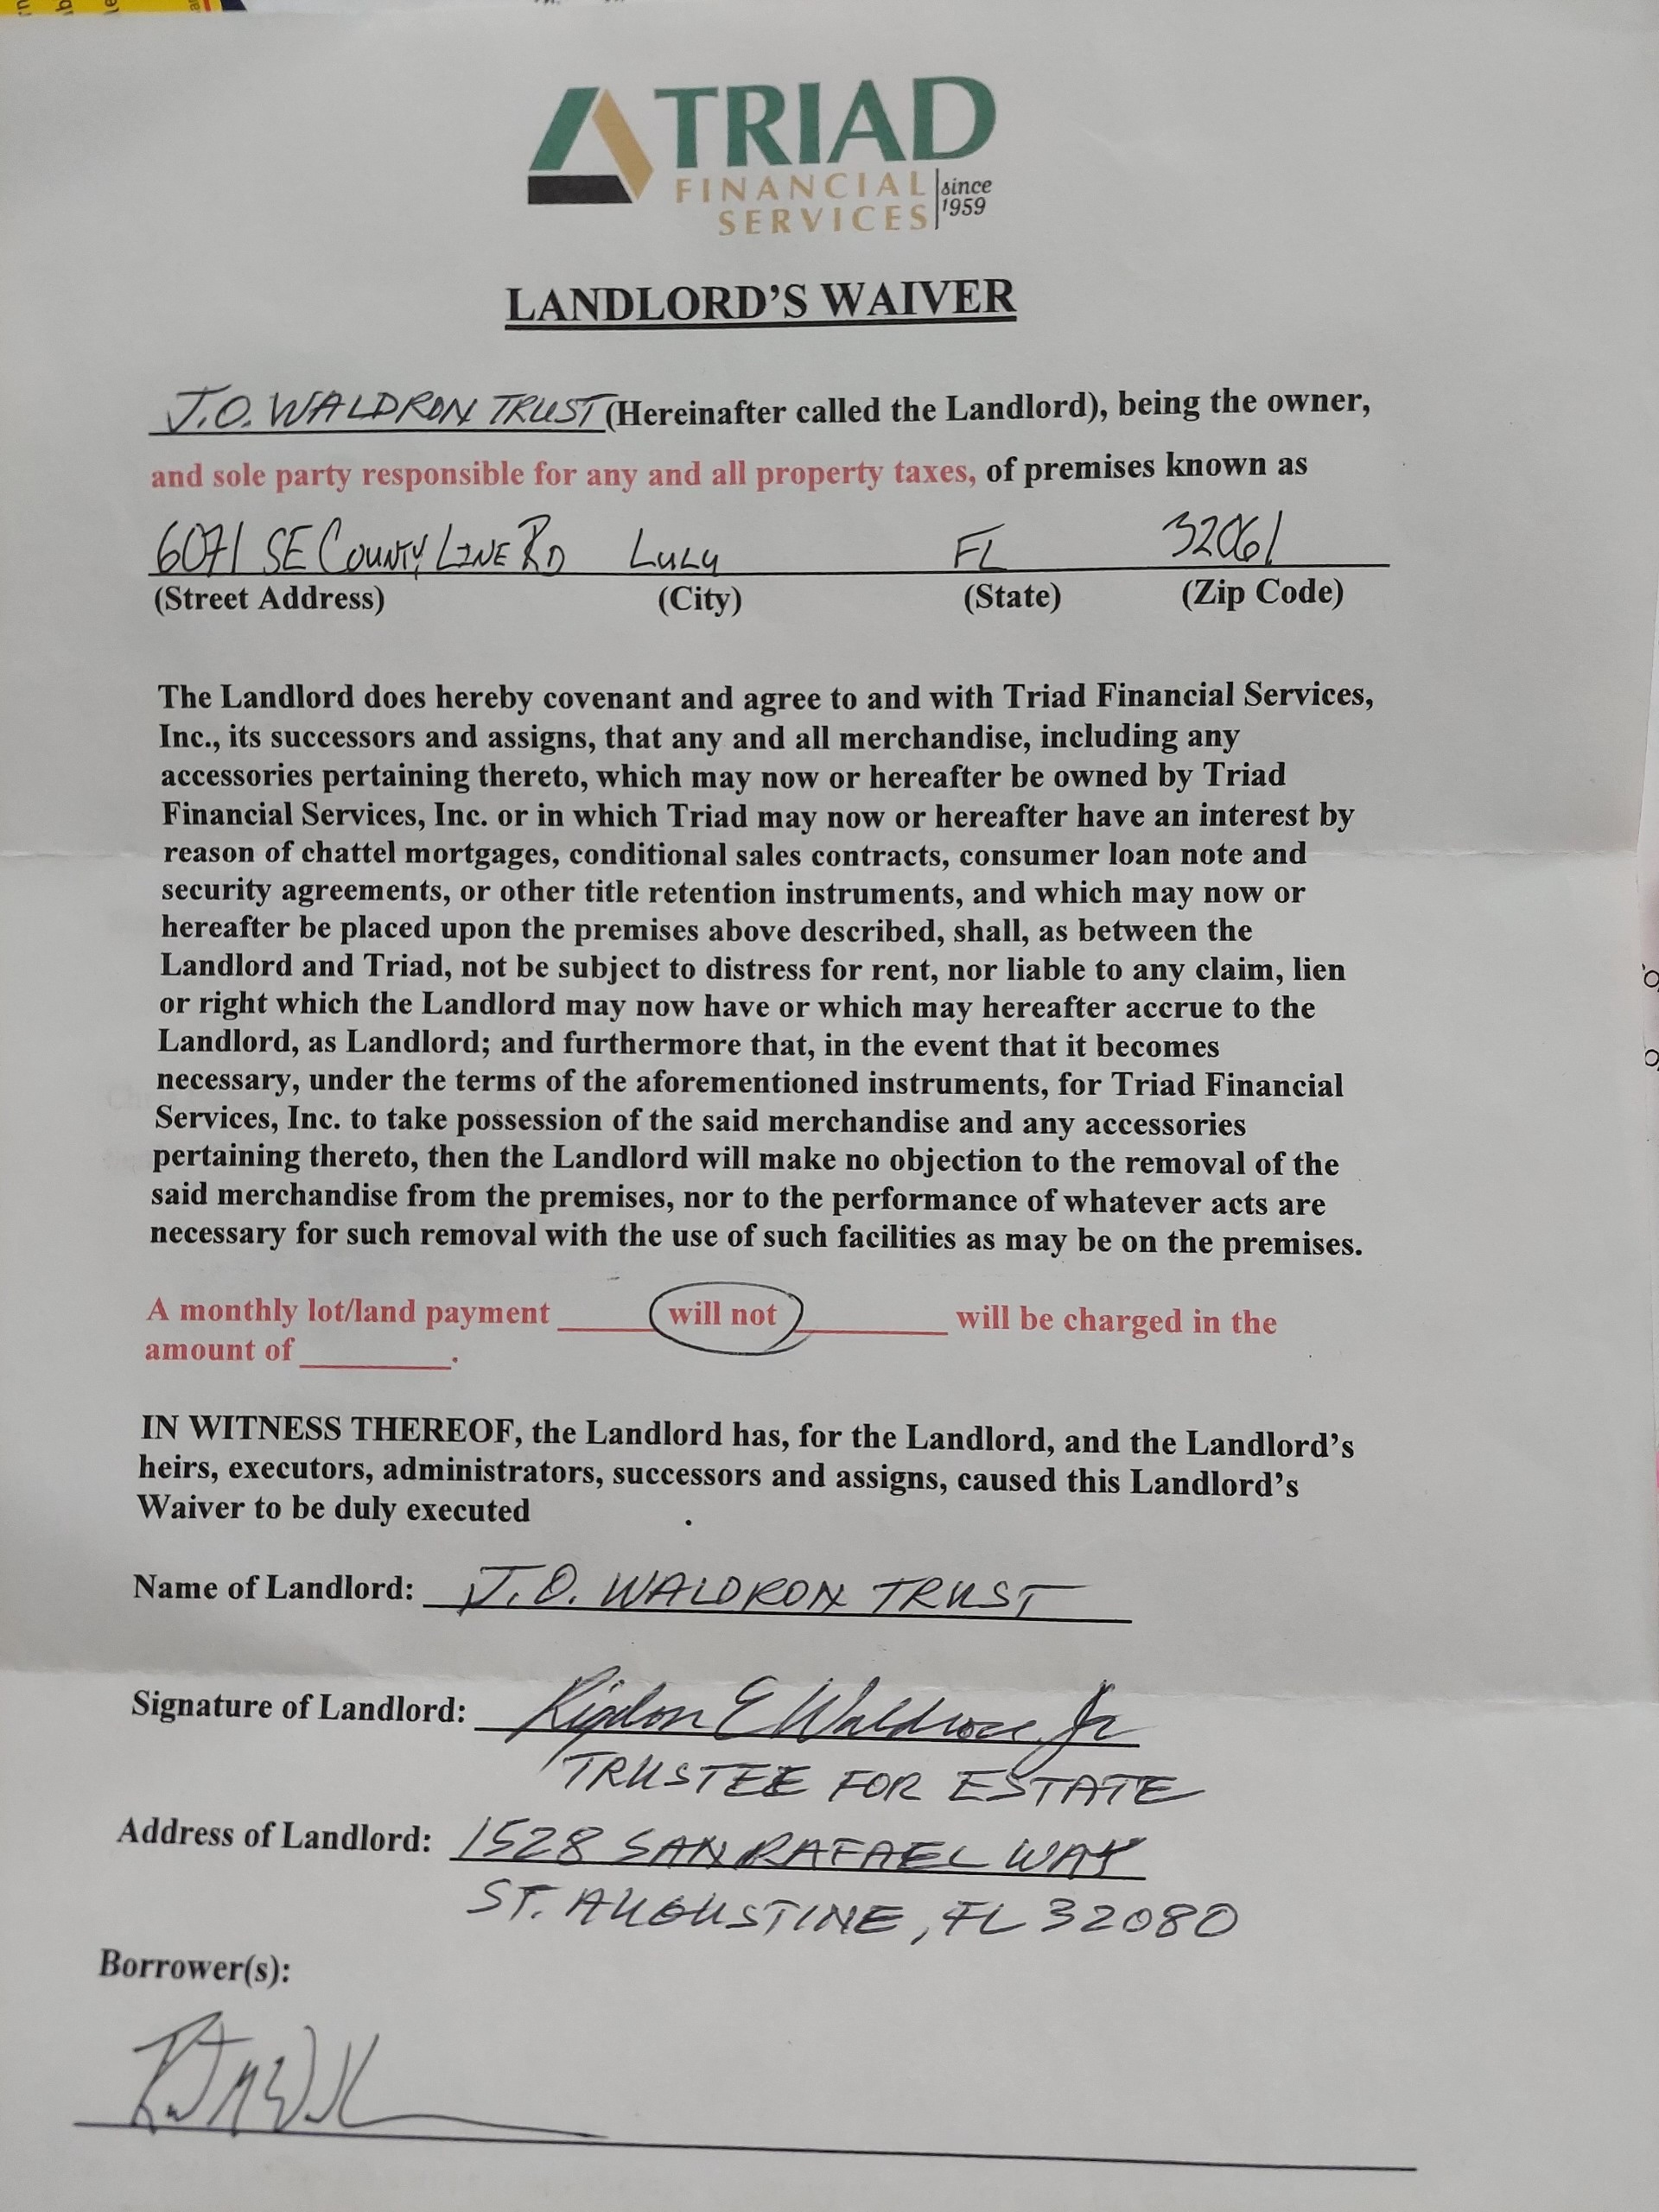 TRIAD
FINANCIAL
SERVICES
since
1959
LANDLORD'S WAIVER
J.O. WALDRON TRUST (Hereinafter called the Landlord), being the owner,
and sole party responsible for any and all property taxes, of premises known as
6071 SE COUNTY LINE RD LULU FL 32061
(Street Address) (City) (State) (Zip Code)
The Landlord does hereby covenant and agree to and with Triad Financial Services,
Inc., its successors and assigns, that any and all merchandise, including any
accessories pertaining thereto, which may now or hereafter be owned by Triad
Financial Services, Inc. or in which Triad may now or hereafter have an interest by
reason of chattel mortgages, conditional sales contracts, consumer loan note and
security agreements, or other title retention instruments, and which may now or
hereafter be placed upon the premises above described, shall, as between the
Landlord and Triad, not be subject to distress for rent, nor liable to any claim, lien
or right which the Landlord may now have or which may hereafter accrue to the
Landlord, as Landlord; and furthermore that, in the event that it becomes
necessary, under the terms of the aforementioned instruments, for Triad Financial
Services, Inc. to take possession of the said merchandise and any accessories
pertaining thereto, then the Landlord will make no objection to the removal of the
said merchandise from the premises, nor to the performance of whatever acts are
necessary for such removal with the use of such facilities as may be on the premises.
A monthly lot/land payment ____ will not ____ will be charged in the
amount of ____.
IN WITNESS THEREOF, the Landlord has, for the Landlord, and the Landlord's
heirs, executors, administrators, successors and assigns, caused this Landlord's
Waiver to be duly executed
Name of Landlord: J.O. WALDRON TRUST
Signature of Landlord: Rigdon E Waldron Jr
TRUSTEE FOR ESTATE
Address of Landlord: 1528 SAN RAFAEL WAY
ST. AUGUSTINE, FL 32080
Borrower(s):